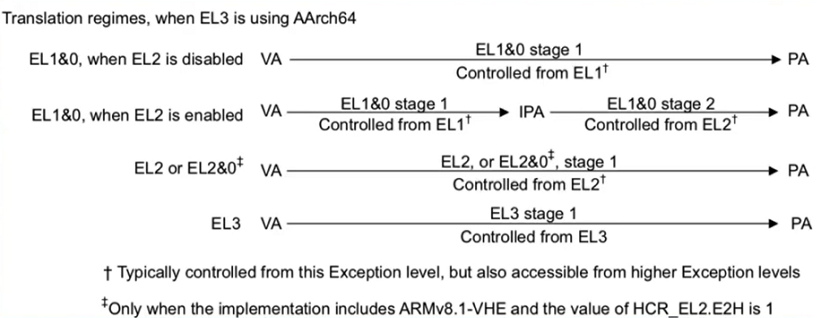 Translation regimes, when EL3 is using AArch64
EL1&0, when EL2 is disabled VA EL1&0 stage 1 PA
Controlled from EL1†
EL1&0, when EL2 is enabled VA EL1&0 stage 1 IPA EL1&0 stage 2 PA
Controlled from EL1† Controlled from EL2†
EL2 or EL2&0‡ VA EL2, or EL2&0‡, stage 1 PA
Controlled from EL2†
EL3 VA EL3 stage 1 PA
Controlled from EL3
† Typically controlled from this Exception level, but also accessible from higher Exception levels
‡Only when the implementation includes ARMv8.1-VHE and the value of HCR_EL2.E2H is 1